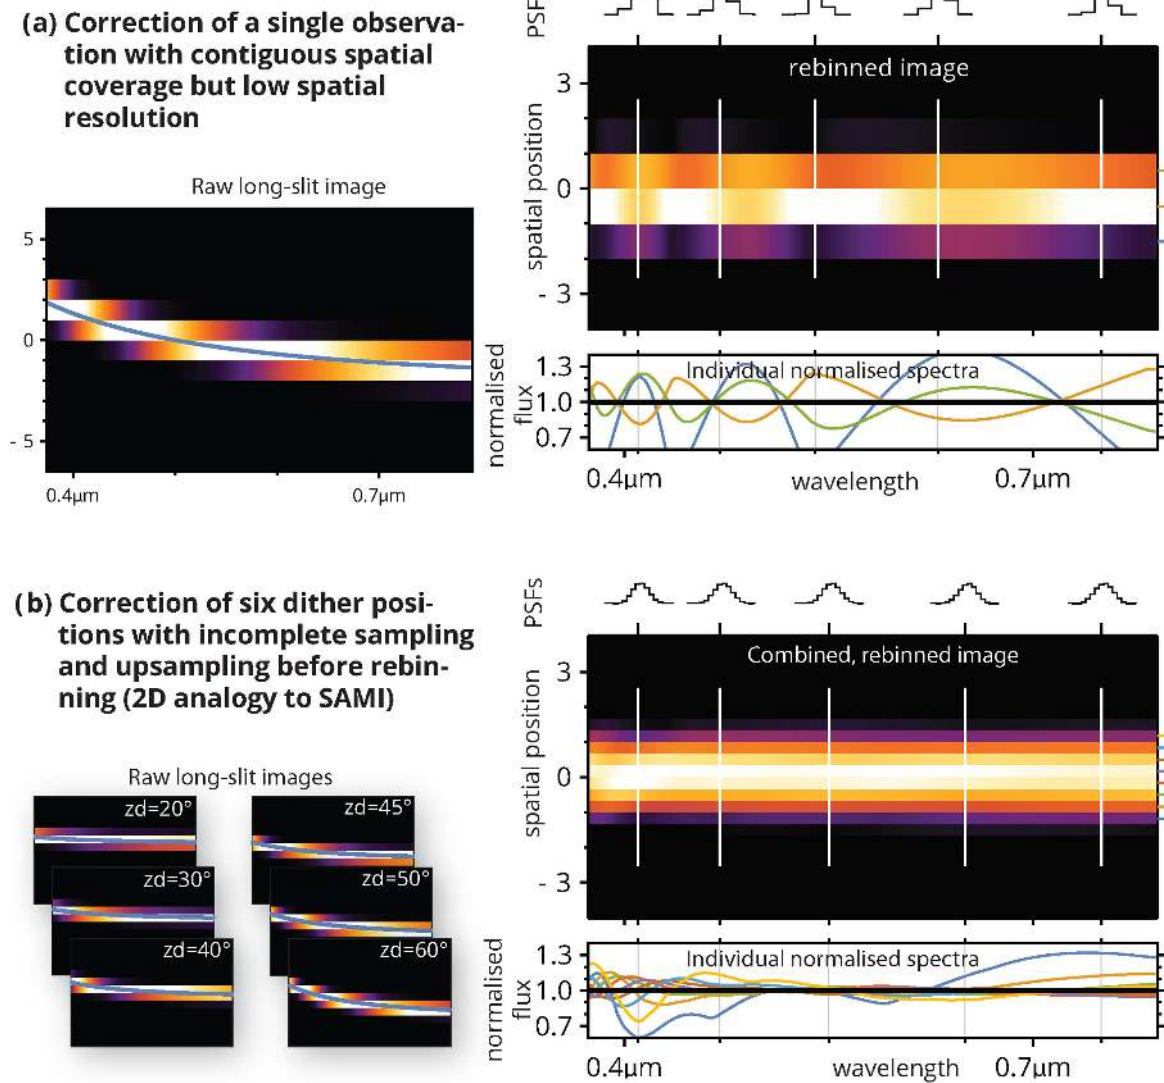 (a) Correction of a single observa-
tion with contiguous spatial
coverage but low spatial
resolution
Raw long-slit image
5
0
- 5
0.4μm
0.7μm
PSFs
rebinned image
spatial position
3
0
- 3
Individual normalised spectra
normalised
flux
1.3
1.0
0.7
0.4μm
wavelength
0.7μm
(b) Correction of six dither posi-
tions with incomplete sampling
and upsampling before rebin-
ning (2D analogy to SAMI)
Raw long-slit images
zd=20°
zd=45°
zd=30°
zd=50°
zd=40°
zd=60°
PSFs
Combined, rebinned image
spatial position
3
0
- 3
Individual normalised spectra
normalised
flux
1.3
1.0
0.7
0.4μm
wavelength
0.7μm